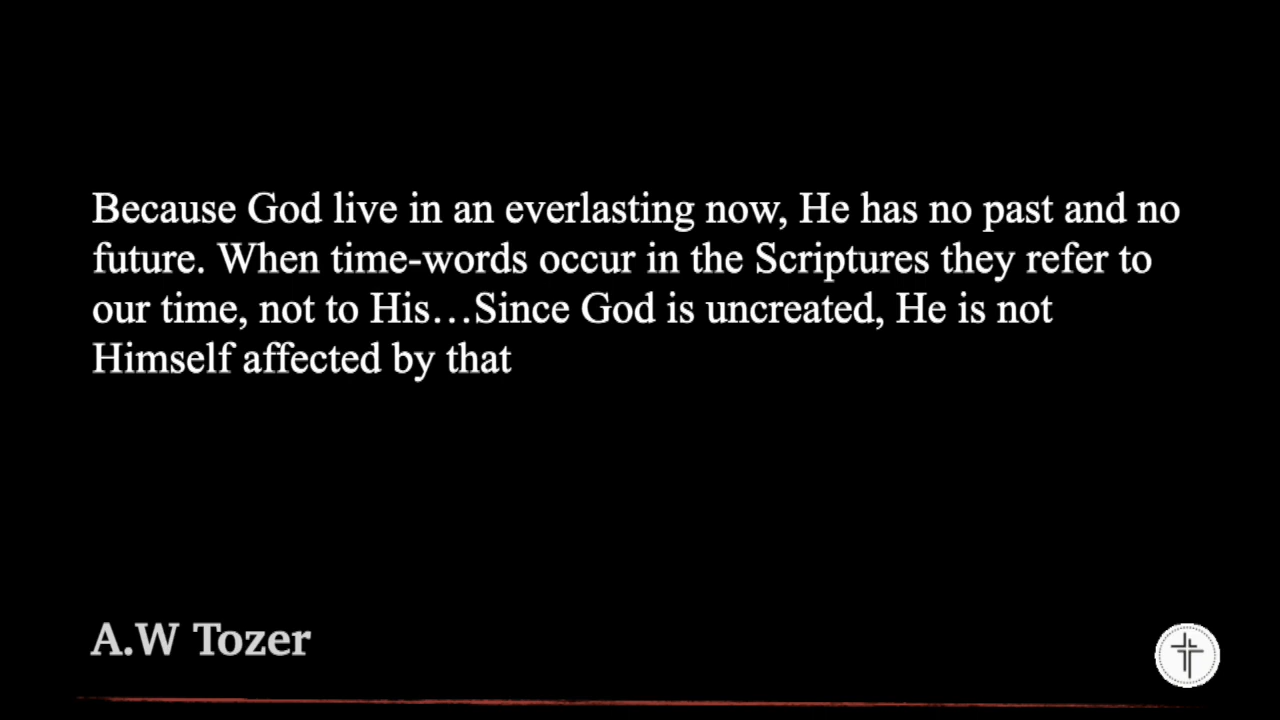 Because God live in an everlasting now, He has no past and no
future. When time-words occur in the Scriptures they refer to
our time, not to His…Since God is uncreated, He is not
Himself affected by that
A.W Tozer